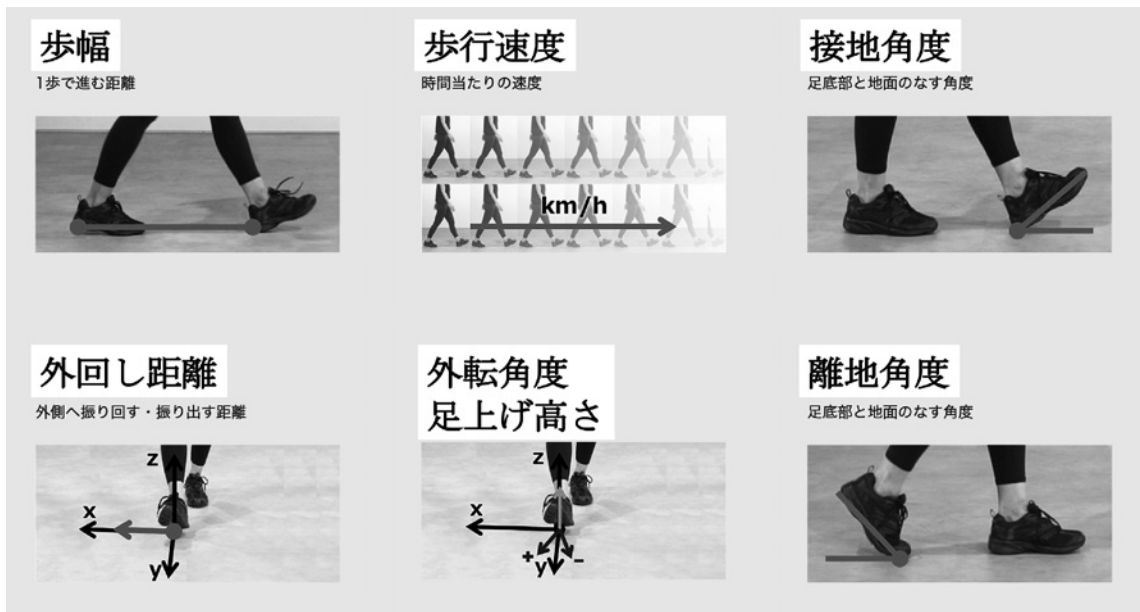 歩幅
1歩で進む距離
歩行速度
時間当たりの速度
km/h
接地角度
足底部と地面のなす角度
外回し距離
外側へ振り回す・振り出す距離
z
x
y
外転角度
足上げ高さ
z
x
+
y
-
離地角度
足底部と地面のなす角度